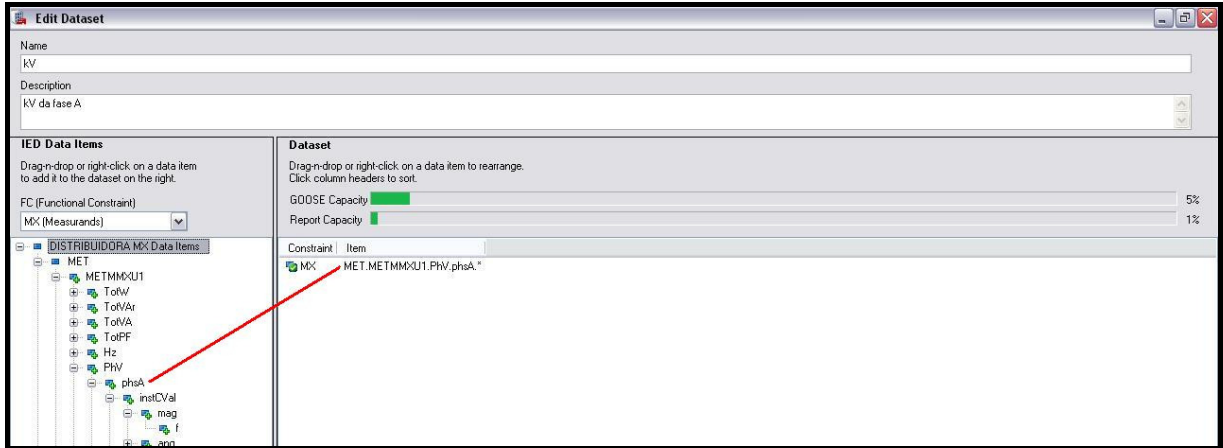 Edit Dataset
Name
kV
Description
kV da fase A
IED Data Items
Drag-n-drop or right-click on a data item
to add it to the dataset on the right.
FC (Functional Constraint)
MX (Measurands)
DISTRIBUIDORA MX Data Items
MET
METMMXU1
TotW
TotVAr
TotVA
TotPF
Hz
PhV
phsA
instCVal
mag
f
ang
Dataset
Drag-n-drop or right-click on a data item to rearrange.
Click column headers to sort.
GOOSE Capacity 5%
Report Capacity 1%
Constraint Item
MX MET.METMMXU1.PhV.phsA.*